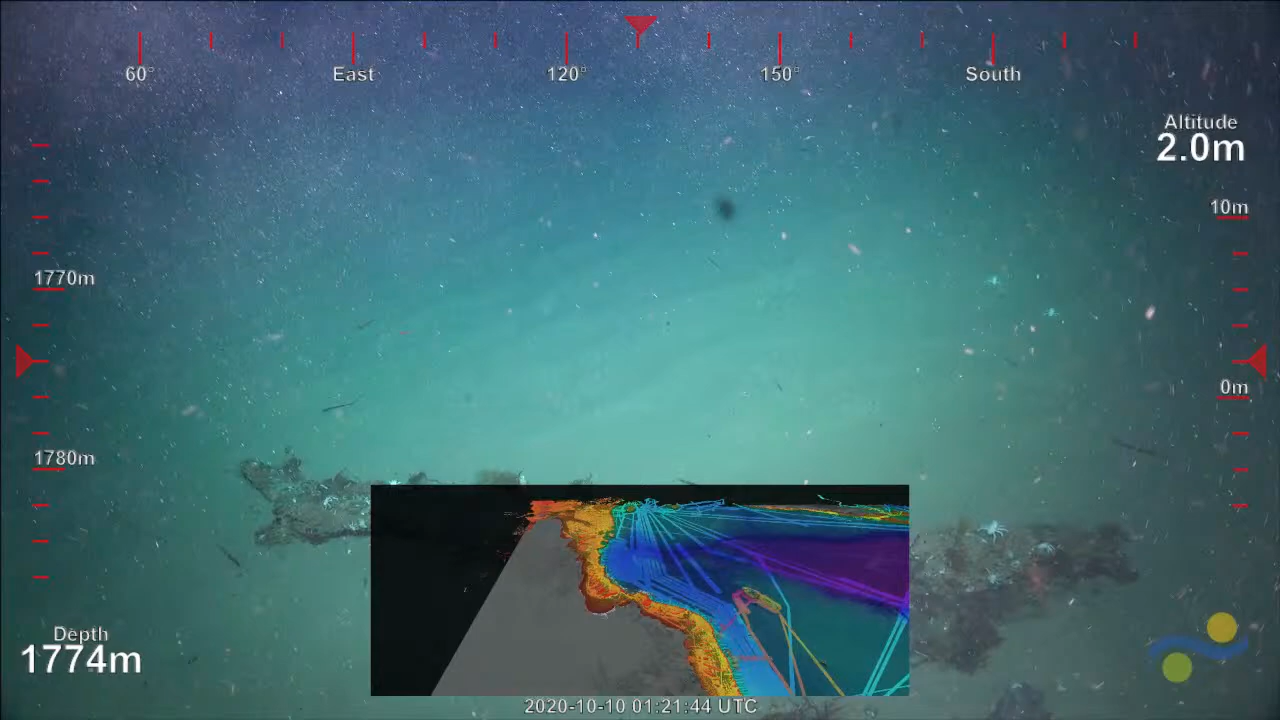 60° East 120° 150° South
Altitude
2.0m
10m
1770m
0m
1780m
Depth
1774m
2020-10-10 01:21:44 UTC